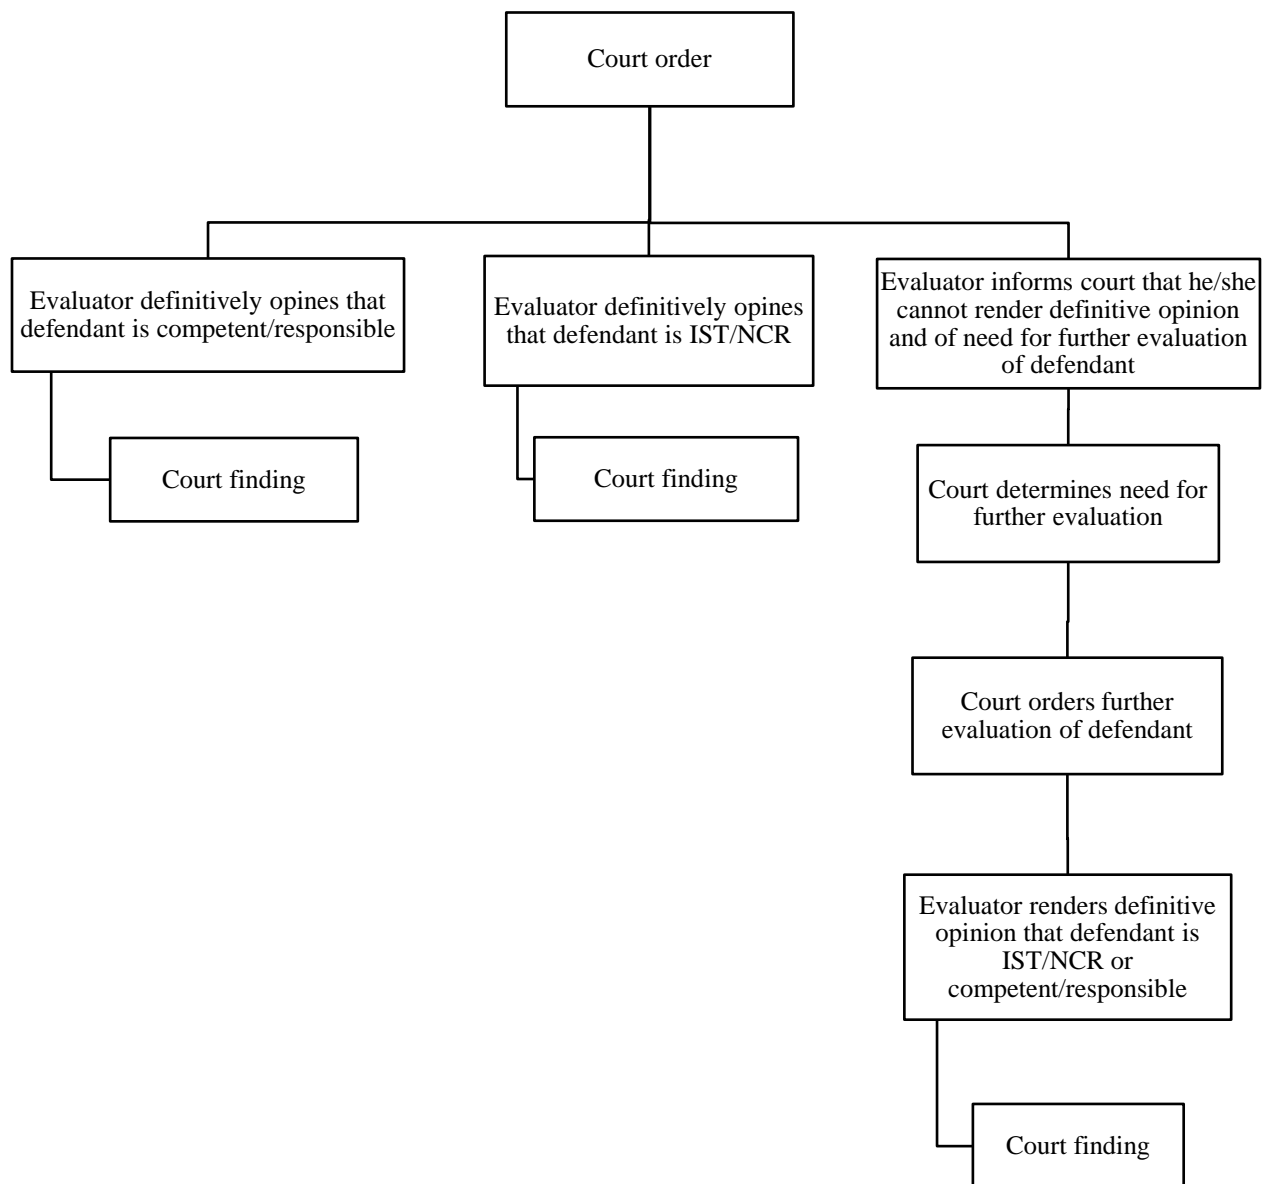 Court order
Evaluator definitively opines that
defendant is competent/responsible
Evaluator definitively opines
that defendant is IST/NCR
Evaluator informs court that he/she
cannot render definitive opinion
and of need for further evaluation
of defendant
Court finding
Court finding
Court determines need for
further evaluation
Court orders further
evaluation of defendant
Evaluator renders definitive
opinion that defendant is
IST/NCR or
competent/responsible
Court finding